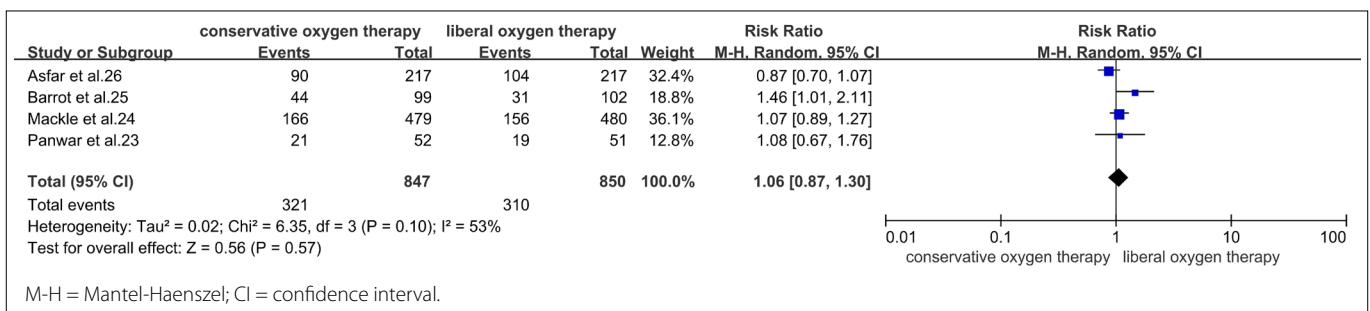 conservative oxygen therapy liberal oxygen therapy Risk Ratio Risk Ratio
Study or Subgroup Events Total Events Total Weight M-H, Random, 95% CI M-H, Random, 95% CI
Asfar et al.26 90 217 104 217 32.4% 0.87 [0.70, 1.07]
Barrot et al.25 44 99 31 102 18.8% 1.46 [1.01, 2.11]
Mackle et al.24 166 479 156 480 36.1% 1.07 [0.89, 1.27]
Panwar et al.23 21 52 19 51 12.8% 1.08 [0.67, 1.76]
Total (95% CI) 847 850 100.0% 1.06 [0.87, 1.30]
Total events 321 310
Heterogeneity: Tau² = 0.02; Chi² = 6.35, df = 3 (P = 0.10); I² = 53%
Test for overall effect: Z = 0.56 (P = 0.57)
0.01 0.1 1 10 100
conservative oxygen therapy liberal oxygen therapy
M-H = Mantel-Haenszel; CI = confidence interval.